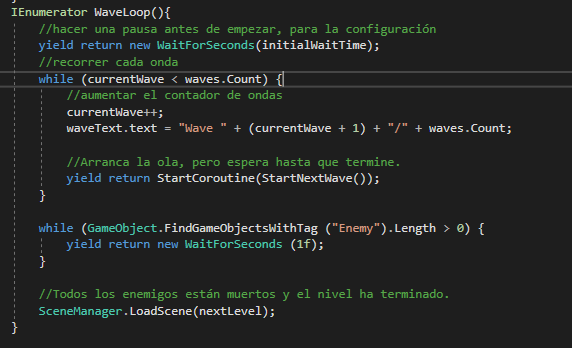 IEnumerator WaveLoop(){
//hacer una pausa antes de empezar, para la configuración
yield return new WaitForSeconds(initialWaitTime);
//recorrer cada onda
while (currentWave < waves.Count) {
//aumentar el contador de ondas
currentWave++;
waveText.text = "Wave " + (currentWave + 1) + "/" + waves.Count;
//Arranca la ola, pero espera hasta que termine.
yield return StartCoroutine(StartNextWave());
}
while (GameObject.FindGameObjectsWithTag ("Enemy").Length > 0) {
yield return new WaitForSeconds (1f);
}
//Todos los enemigos están muertos y el nivel ha terminado.
SceneManager.LoadScene(nextLevel);
}